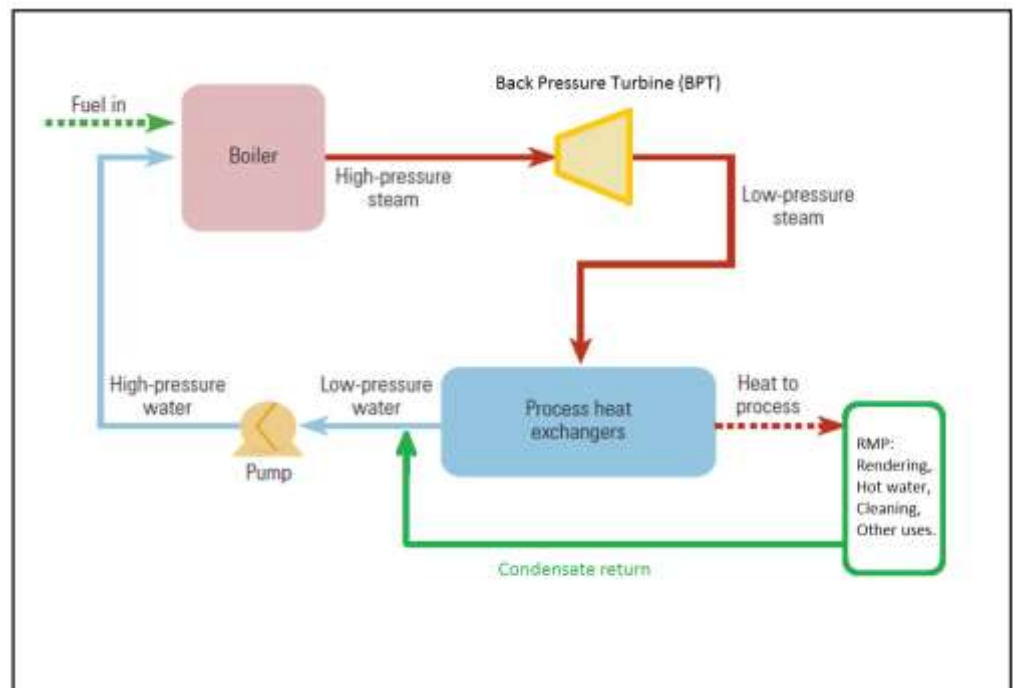 Back Pressure Turbine (BPT)
Fuel in
Boiler
High-pressure
steam
Low-pressure
steam
High-pressure
water
Low-pressure
water
Process heat
exchangers
Heat to
process
Pump
RMP:
Rendering,
Hot water,
Cleaning,
Other uses.
Condensate return